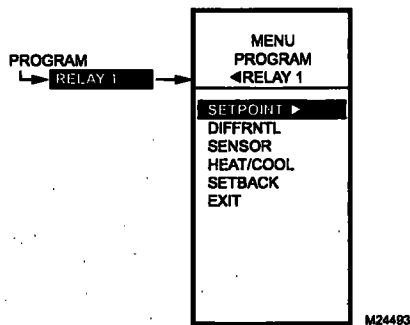 PROGRAM
RELAY 1
MENU
PROGRAM
◄RELAY 1
SETPOINT ►
DIFFRNTL
SENSOR
HEAT/COOL
SETBACK
EXIT
M24493